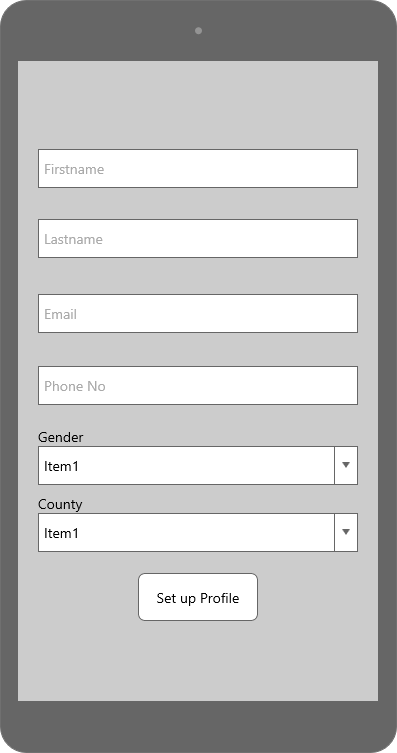 Firstname
Lastname
Email
Phone No
Gender
Item1
County
Item1
Set up Profile